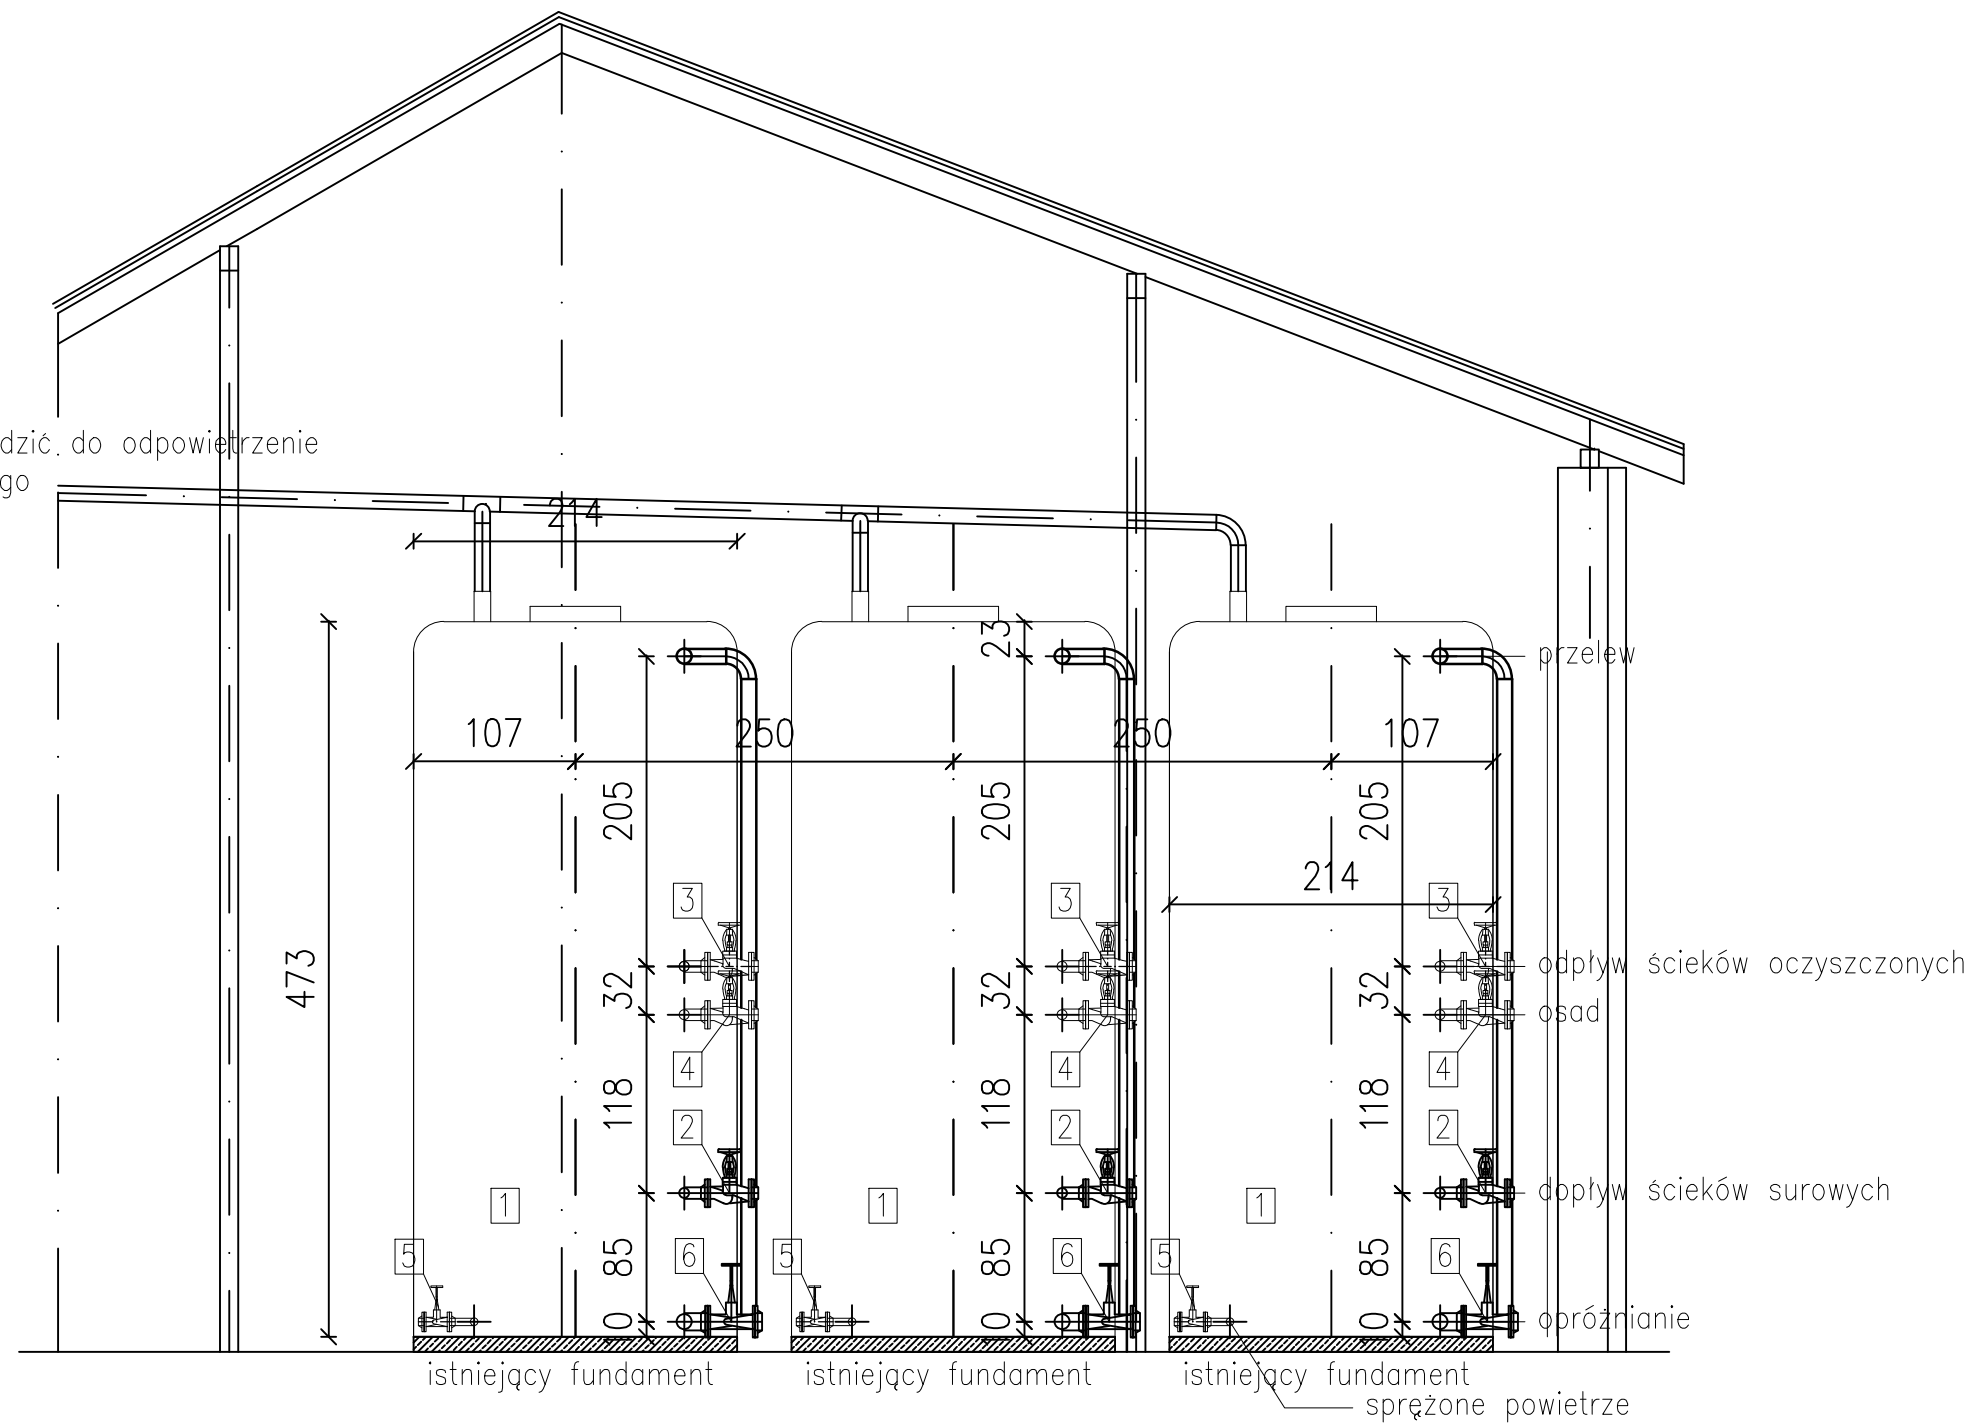 dzić do odpowietrzenie
go
214
23
przelew
107 250 250 107
205 205 205
214
3 3 3
473
32 32 32
odpływ ścieków oczyszczonych
osad
4 4 4
118 118 118
2 2 2
dopływ ścieków surowych
1 1 1
5 6 5 6 5 6
85 85 85
10 10 10
opróżnianie
istniejący fundament istniejący fundament istniejący fundament
sprężone powietrze